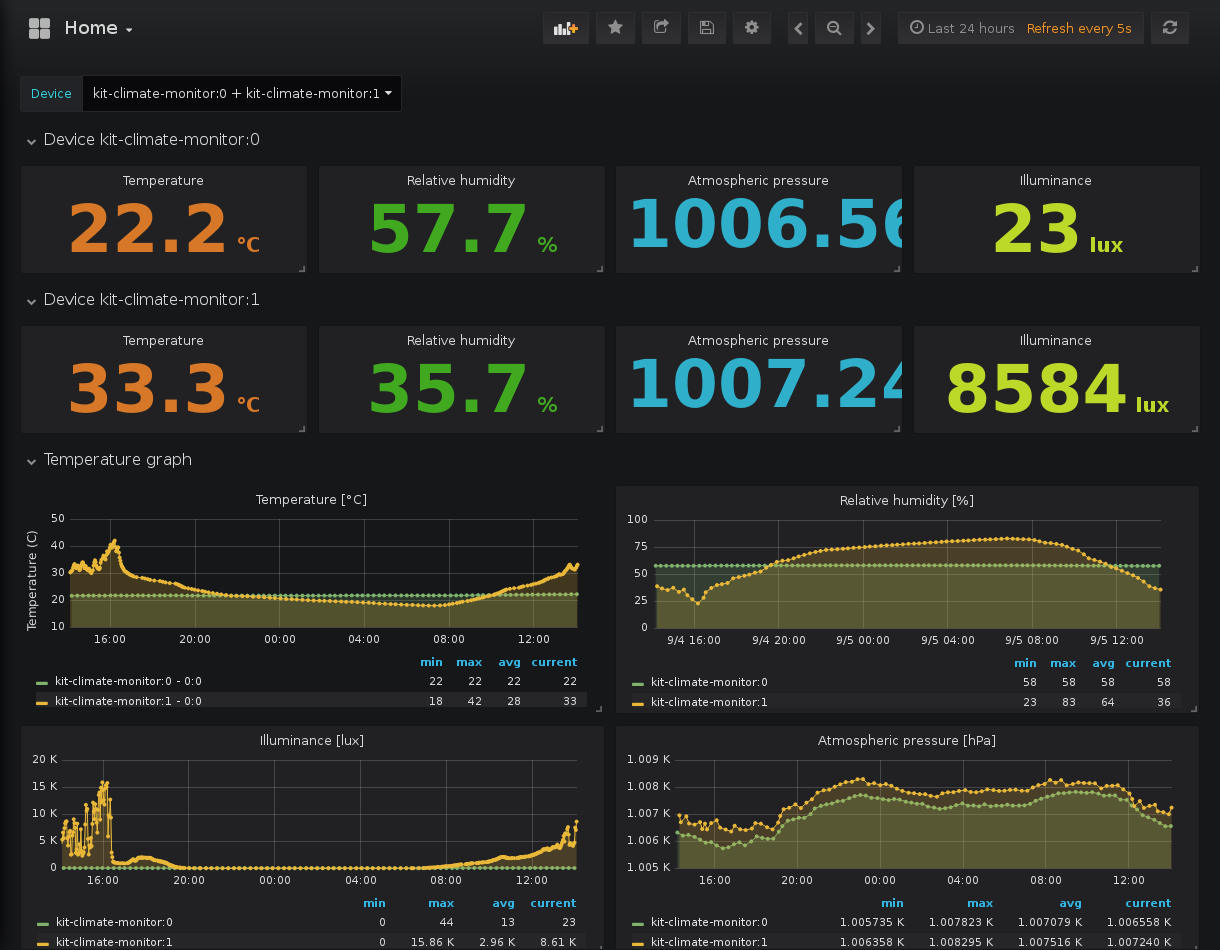 Home
Last 24 hours Refresh every 5s
Device kit-climate-monitor:0 + kit-climate-monitor:1
Device kit-climate-monitor:0
Temperature Relative humidity Atmospheric pressure Illuminance
22.2 °C 57.7 % 1006.56 23 lux
Device kit-climate-monitor:1
Temperature Relative humidity Atmospheric pressure Illuminance
33.3 °C 35.7 % 1007.24 8584 lux
Temperature graph
Temperature [°C]
Temperature (C)
50
40
30
20
10
16:00 20:00 00:00 04:00 08:00 12:00
min max avg current
kit-climate-monitor:0 - 0:0 22 22 22 22
kit-climate-monitor:1 - 0:0 18 42 28 33
Relative humidity [%]
100
75
50
25
0
9/4 16:00 9/4 20:00 9/5 00:00 9/5 04:00 9/5 08:00 9/5 12:00
min max avg current
kit-climate-monitor:0 58 58 58 58
kit-climate-monitor:1 23 83 64 36
Illuminance [lux]
20 K
15 K
10 K
5 K
0
16:00 20:00 00:00 04:00 08:00 12:00
min max avg current
kit-climate-monitor:0 0 44 13 23
kit-climate-monitor:1 0 15.86 K 2.96 K 8.61 K
Atmospheric pressure [hPa]
1.009 K
1.008 K
1.007 K
1.006 K
1.005 K
16:00 20:00 00:00 04:00 08:00 12:00
min max avg current
kit-climate-monitor:0 1.005735 K 1.007823 K 1.007079 K 1.006558 K
kit-climate-monitor:1 1.006358 K 1.008295 K 1.007516 K 1.007240 K